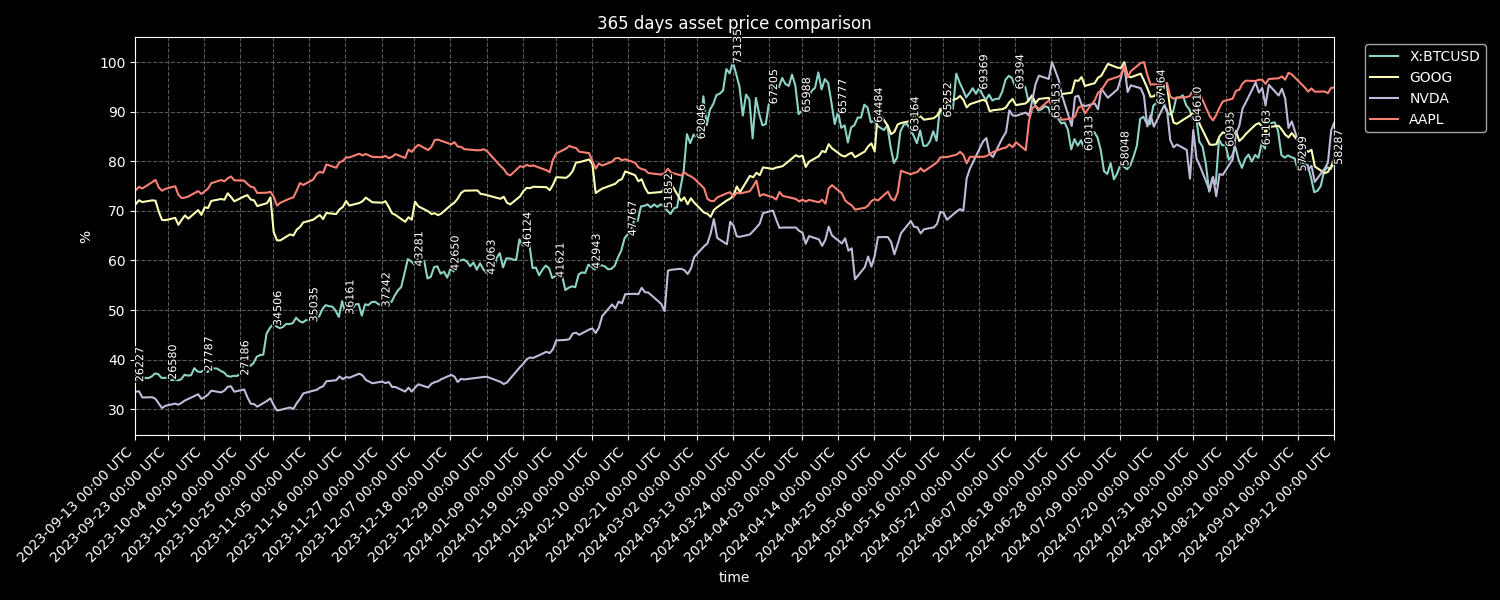 365 days asset price comparison
X:BTCUSD
GOOG
NVDA
AAPL
%
100
90
80
70
60
50
40
30
26227
26580
27787
27186
34506
35035
36161
37242
43281
42650
42063
46124
41621
42943
47767
51852
62046
73135
67205
65988
65777
64484
63164
65252
69369
69394
65153
60313
58048
67164
64610
60935
61163
57299
58287
2023-09-13 00:00 UTC
2023-09-23 00:00 UTC
2023-10-04 00:00 UTC
2023-10-15 00:00 UTC
2023-10-25 00:00 UTC
2023-11-05 00:00 UTC
2023-11-16 00:00 UTC
2023-11-27 00:00 UTC
2023-12-07 00:00 UTC
2023-12-18 00:00 UTC
2023-12-29 00:00 UTC
2024-01-09 00:00 UTC
2024-01-19 00:00 UTC
2024-01-30 00:00 UTC
2024-02-10 00:00 UTC
2024-02-21 00:00 UTC
2024-03-02 00:00 UTC
2024-03-13 00:00 UTC
2024-03-24 00:00 UTC
2024-04-03 00:00 UTC
2024-04-14 00:00 UTC
2024-04-25 00:00 UTC
2024-05-06 00:00 UTC
2024-05-16 00:00 UTC
2024-05-27 00:00 UTC
2024-06-07 00:00 UTC
2024-06-18 00:00 UTC
2024-06-28 00:00 UTC
2024-07-09 00:00 UTC
2024-07-20 00:00 UTC
2024-07-31 00:00 UTC
2024-08-10 00:00 UTC
2024-08-21 00:00 UTC
2024-09-01 00:00 UTC
2024-09-12 00:00 UTC
time